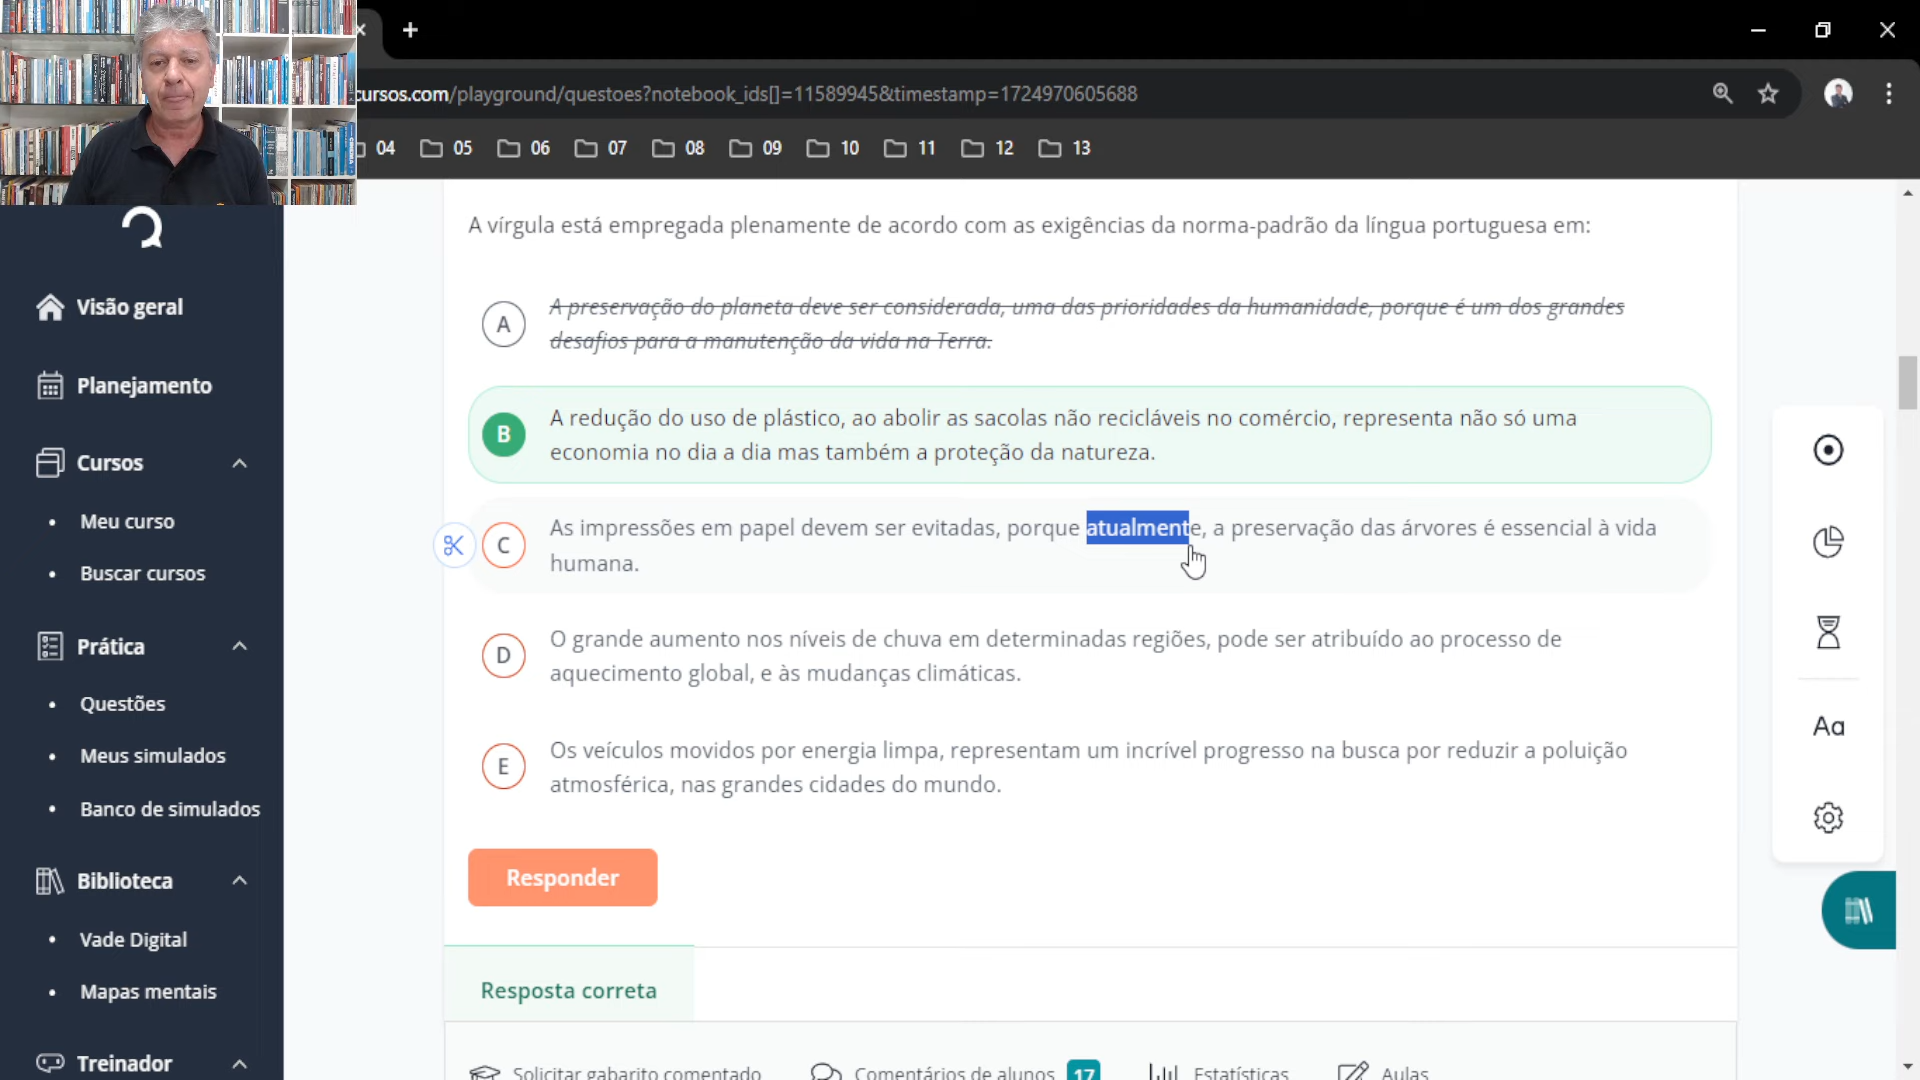 cursos.com/playground/questoes?notebook_ids[]=11589945&timestamp=1724970605688
04 05 06 07 08 09 10 11 12 13
A vírgula está empregada plenamente de acordo com as exigências da norma-padrão da língua portuguesa em:
A A preservação do planeta deve ser considerada, uma das prioridades da humanidade, porque é um dos grandes
desafios para a manutenção da vida na Terra.
B A redução do uso de plástico, ao abolir as sacolas não recicláveis no comércio, representa não só uma
economia no dia a dia mas também a proteção da natureza.
C As impressões em papel devem ser evitadas, porque atualmente, a preservação das árvores é essencial à vida
humana.
D O grande aumento nos níveis de chuva em determinadas regiões, pode ser atribuído ao processo de
aquecimento global, e às mudanças climáticas.
E Os veículos movidos por energia limpa, representam um incrível progresso na busca por reduzir a poluição
atmosférica, nas grandes cidades do mundo.
Responder
Resposta correta
Solicitar gabarito comentado Comentários de alunos 17 Estatísticas Aulas
Visão geral
Planejamento
Cursos
• Meu curso
• Buscar cursos
Prática
• Questões
• Meus simulados
• Banco de simulados
Biblioteca
• Vade Digital
• Mapas mentais
Treinador
Aa